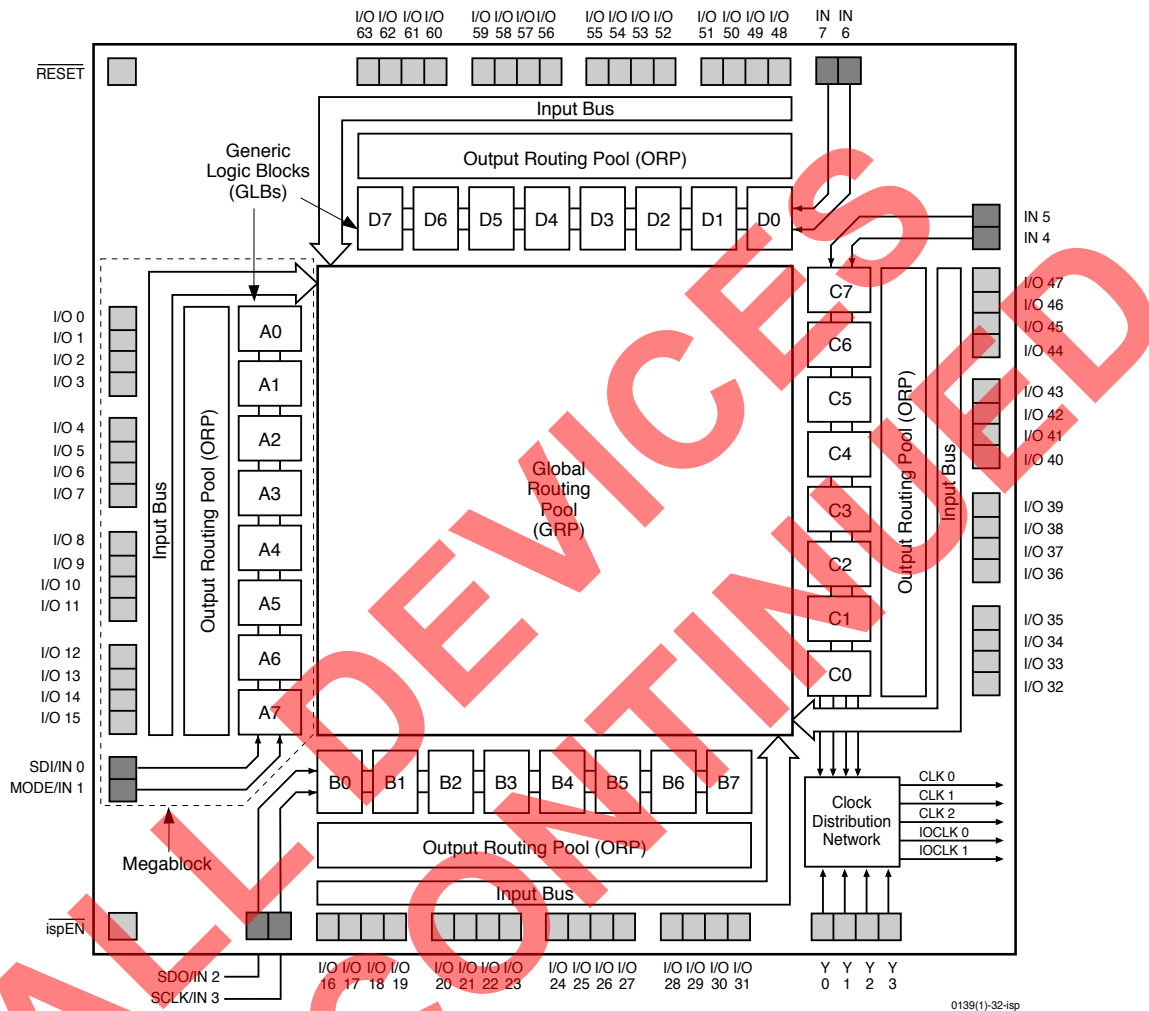 I/O I/O I/O I/O
63 62 61 60
I/O I/O I/O I/O
59 58 57 56
I/O I/O I/O I/O
55 54 53 52
I/O I/O I/O I/O
51 50 49 48
IN IN
7 6
RESET
Input Bus
Output Routing Pool (ORP)
Generic
Logic Blocks
(GLBs)
D7 D6 D5 D4 D3 D2 D1 D0
IN 5
IN 4
I/O 0
I/O 1
I/O 2
I/O 3
I/O 4
I/O 5
I/O 6
I/O 7
I/O 8
I/O 9
I/O 10
I/O 11
I/O 12
I/O 13
I/O 14
I/O 15
Input Bus
Output Routing Pool (ORP)
A0
A1
A2
A3
A4
A5
A6
A7
Global
Routing
Pool
(GRP)
C7
C6
C5
C4
C3
C2
C1
C0
Output Routing Pool (ORP)
Input Bus
I/O 47
I/O 46
I/O 45
I/O 44
I/O 43
I/O 42
I/O 41
I/O 40
I/O 39
I/O 38
I/O 37
I/O 36
I/O 35
I/O 34
I/O 33
I/O 32
SDI/IN 0
MODE/IN 1
Megablock
B0 B1 B2 B3 B4 B5 B6 B7
Output Routing Pool (ORP)
Input Bus
Clock
Distribution
Network
CLK 0
CLK 1
CLK 2
IOCLK 0
IOCLK 1
ispEN
SDO/IN 2
SCLK/IN 3
I/O I/O I/O I/O
16 17 18 19
I/O I/O I/O I/O
20 21 22 23
I/O I/O I/O I/O
24 25 26 27
I/O I/O I/O I/O
28 29 30 31
Y Y Y Y
0 1 2 3
0139(1)-32-isp
ALL DEVICES
CONTINUED